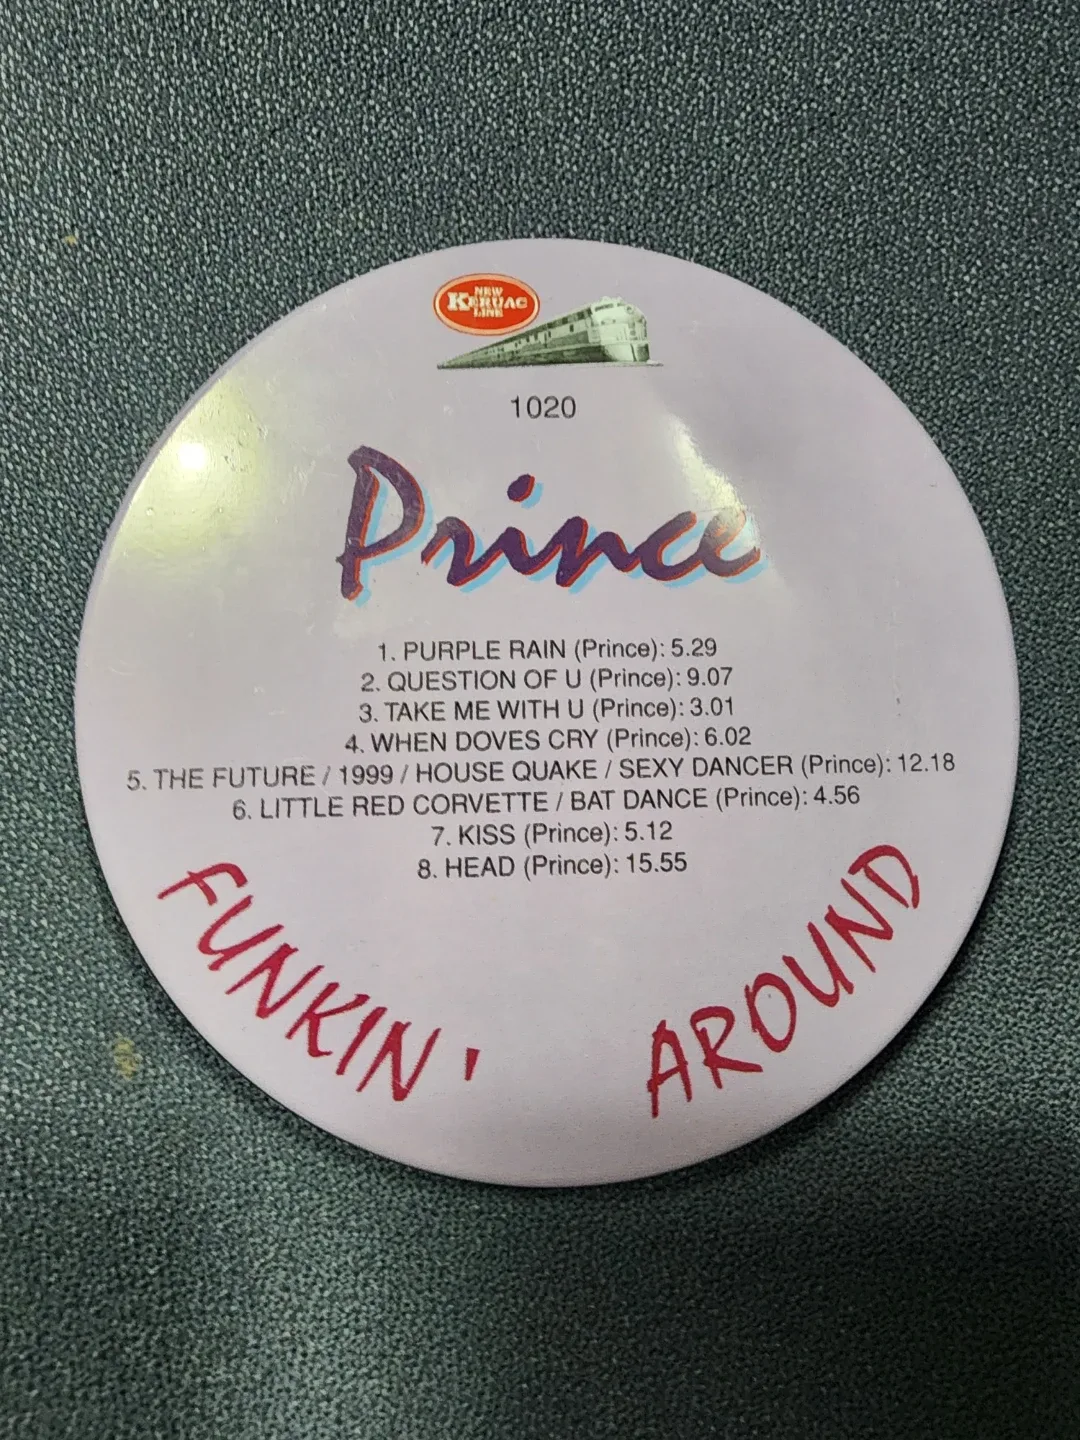 NEW
KERUAC
LINE
1020
Prince
1. PURPLE RAIN (Prince): 5.29
2. QUESTION OF U (Prince): 9.07
3. TAKE ME WITH U (Prince): 3.01
4. WHEN DOVES CRY (Prince): 6.02
5. THE FUTURE / 1999 / HOUSE QUAKE / SEXY DANCER (Prince): 12.18
6. LITTLE RED CORVETTE / BAT DANCE (Prince): 4.56
7. KISS (Prince): 5.12
8. HEAD (Prince): 15.55
FUNKIN' AROUND